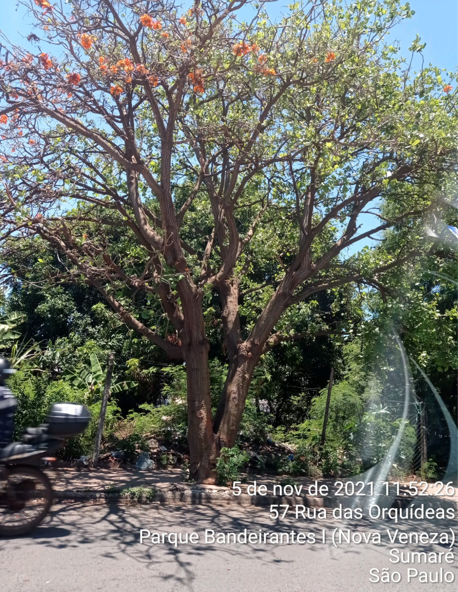 5 de nov de 2021 11:52:26
57 Rua das Orquídeas
Parque Bandeirantes I (Nova Veneza)
Sumaré
São Paulo